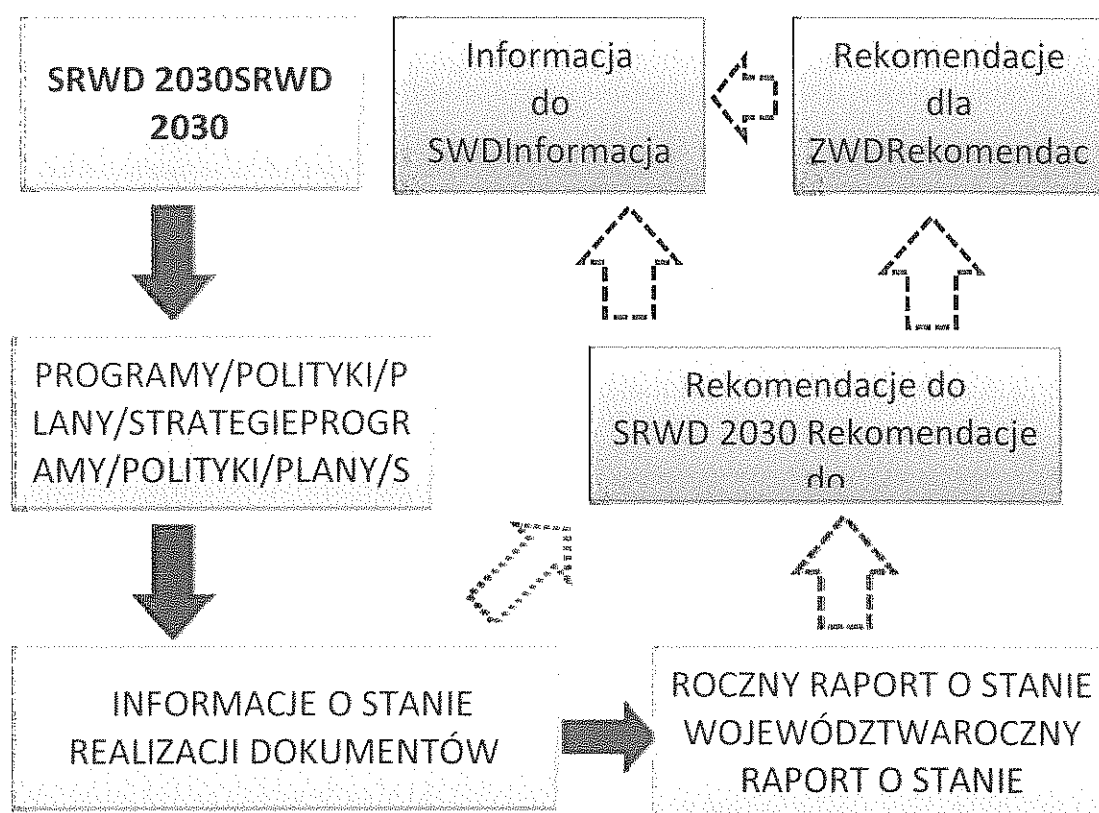 SRWD 2030SRWD
2030
Informacja
do
SWDInformacja
Rekomendacje
dla
ZWDRekomendac
PROGRAMY/POLITYKI/P
LANY/STRATEGIEPROGR
AMY/POLITYKI/PLANY/S
Rekomendacje do
SRWD 2030 Rekomendacje
do
INFORMACJE O STANIE
REALIZACJI DOKUMENTÓW
ROCZNY RAPORT O STANIE
WOJEWÓDZTWAROCZNY
RAPORT O STANIE